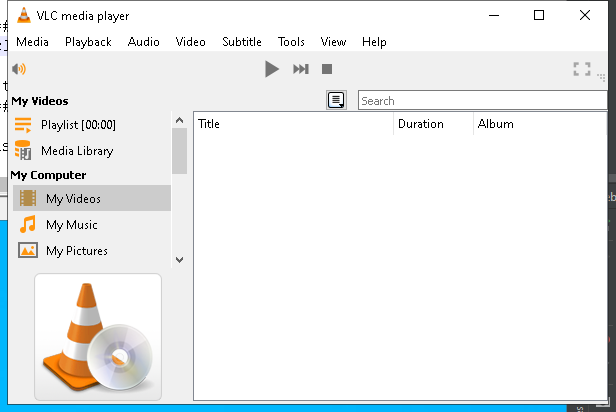 VLC media player
Media Playback Audio Video Subtitle Tools View Help
My Videos
Search
Playlist [00:00]
Title Duration Album
Media Library
My Computer
My Videos
My Music
My Pictures